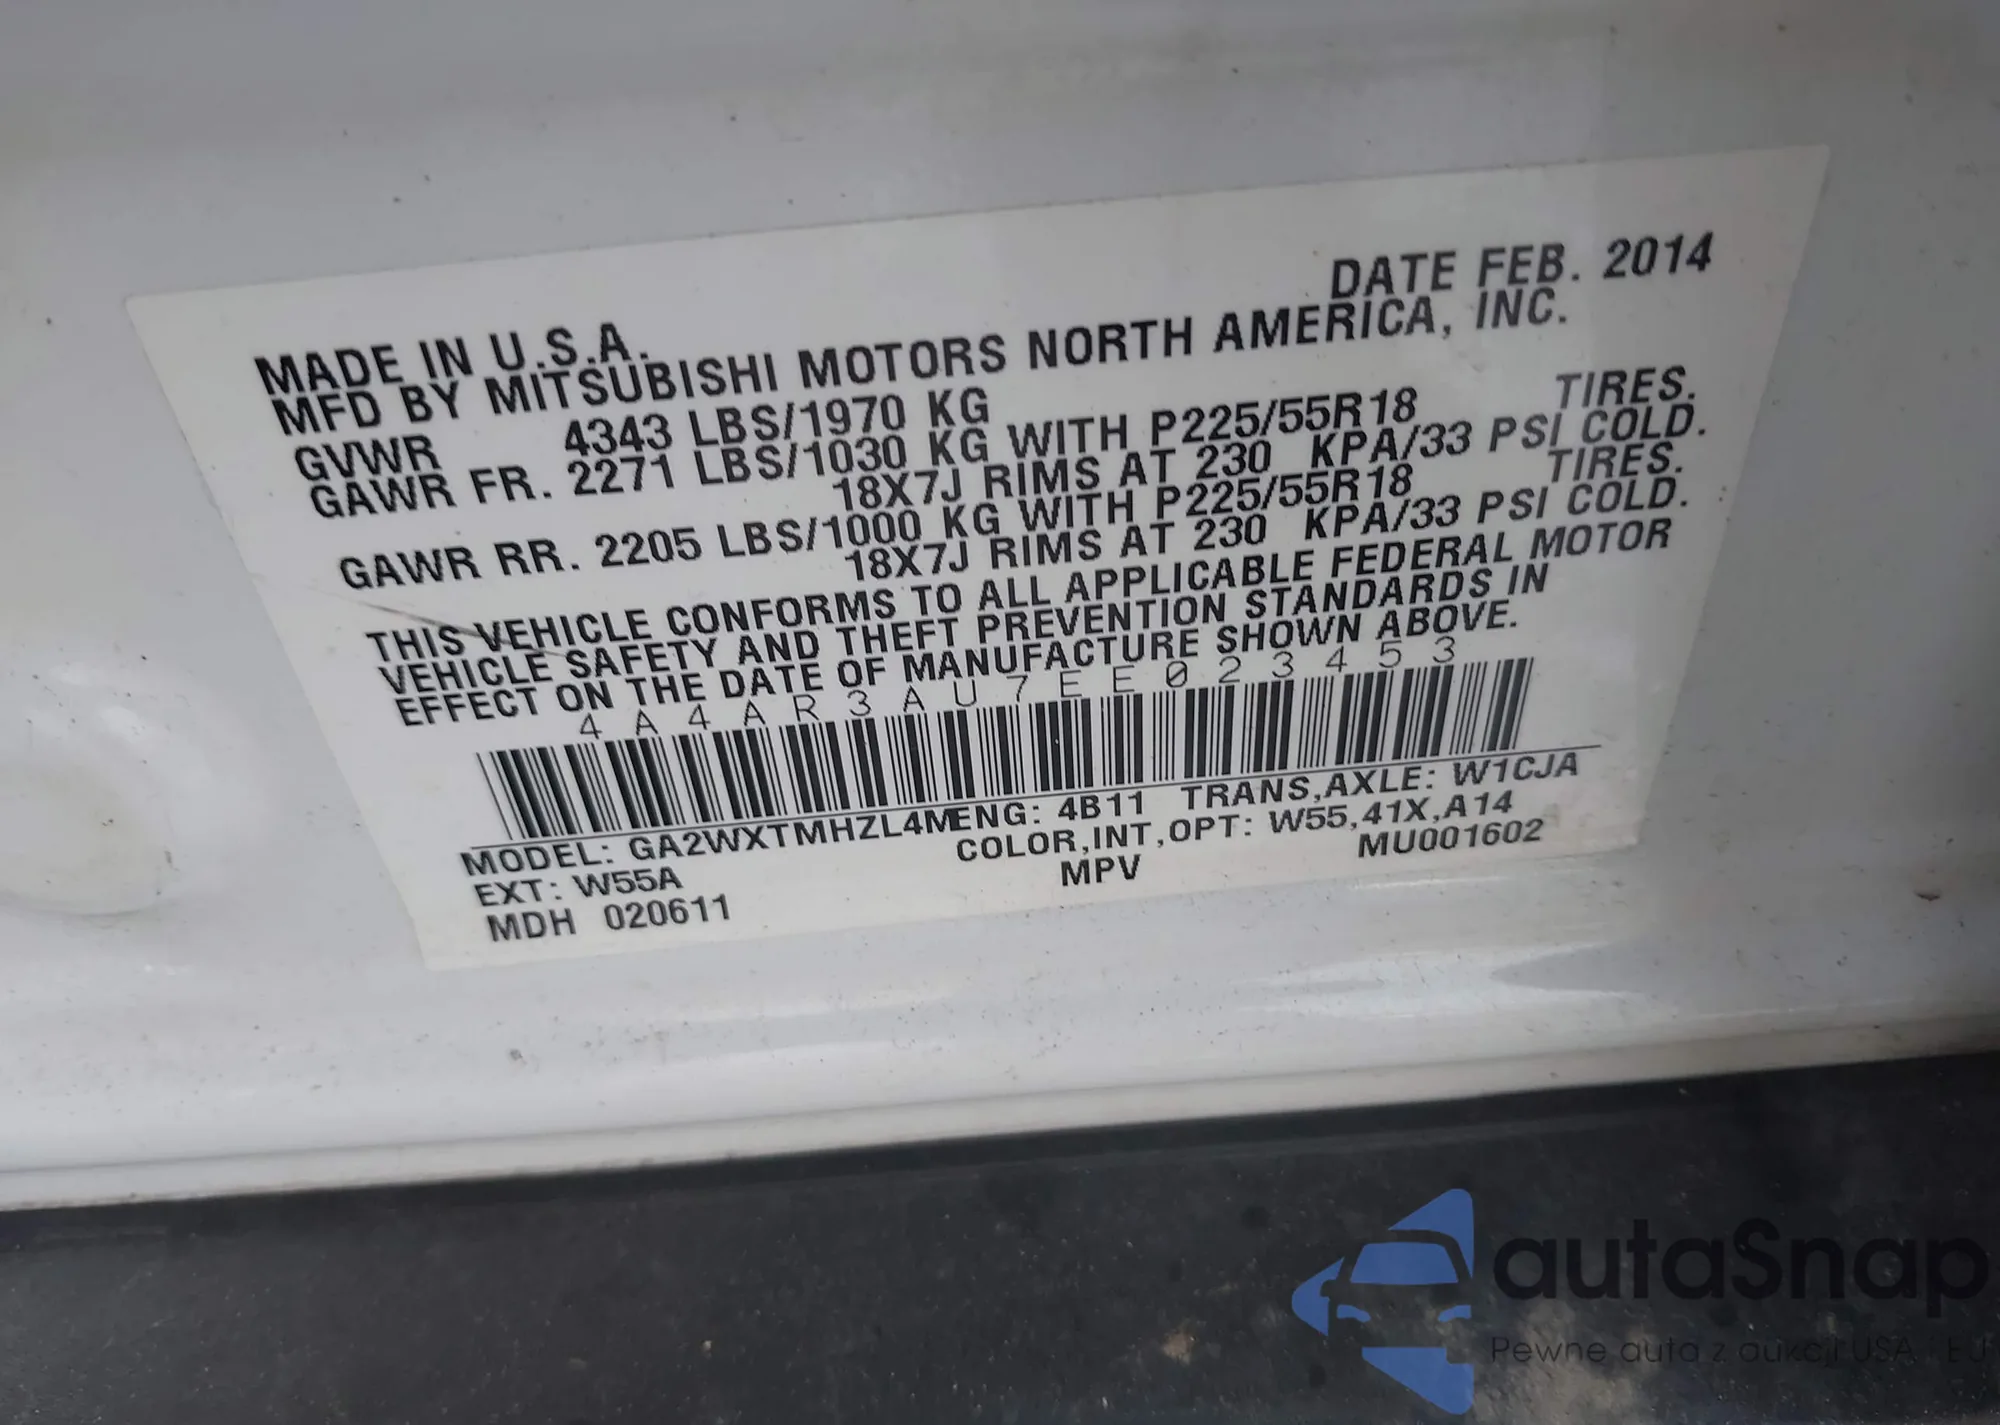 DATE FEB. 2014
MADE IN U.S.A.
MFD BY MITSUBISHI MOTORS NORTH AMERICA, INC.
GVWR 4343 LBS/1970 KG
GAWR FR. 2271 LBS/1030 KG WITH P225/55R18 TIRES.
18X7J RIMS AT 230 KPA/33 PSI COLD.
GAWR RR. 2205 LBS/1000 KG WITH P225/55R18 TIRES.
18X7J RIMS AT 230 KPA/33 PSI COLD.
THIS VEHICLE CONFORMS TO ALL APPLICABLE FEDERAL MOTOR
VEHICLE SAFETY AND THEFT PREVENTION STANDARDS IN
EFFECT ON THE DATE OF MANUFACTURE SHOWN ABOVE.
4A4AR3AU7EE023453
MODEL: GA2WXTMHZL4M ENG: 4B11 TRANS,AXLE: W1CJA
EXT: W55A COLOR,INT,OPT: W55,41X,A14
MDH 020611 MPV MU001602
autaSnap
Pewne auta z aukcji USA i EU